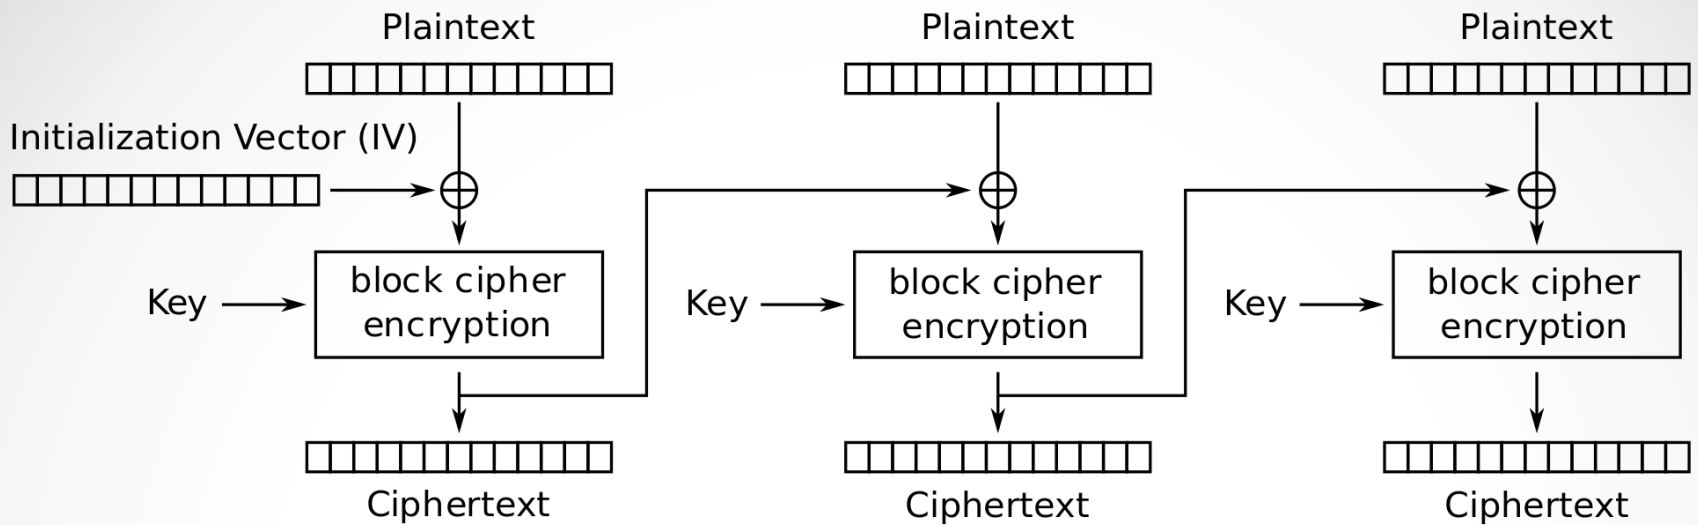 Plaintext
Plaintext
Plaintext
Initialization Vector (IV)
Key
block cipher
encryption
Key
block cipher
encryption
Key
block cipher
encryption
Ciphertext
Ciphertext
Ciphertext